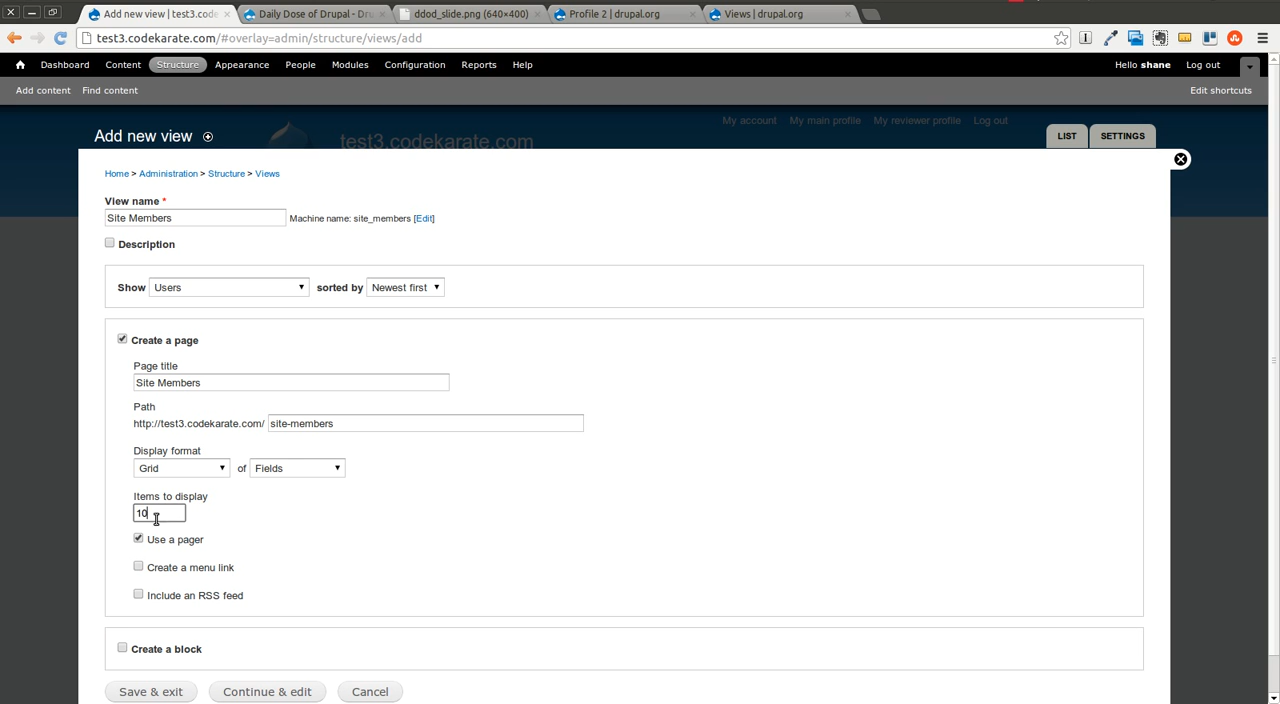 Add new view | test3.code
Daily Dose of Drupal - Dru
ddod_slide.png (640×400)
Profile 2 | drupal.org
Views | drupal.org
test3.codekarate.com/#overlay=admin/structure/views/add
Dashboard Content Structure Appearance People Modules Configuration Reports Help
Hello shane Log out
Add content Find content
Edit shortcuts
My account My main profile My reviewer profile Log out
Add new view
test3.codekarate.com
LIST SETTINGS
Home > Administration > Structure > Views
View name *
Site Members Machine name: site_members [Edit]
Description
Show Users sorted by Newest first
Create a page
Page title
Site Members
Path
http://test3.codekarate.com/ site-members
Display format
Grid of Fields
Items to display
10
Use a pager
Create a menu link
Include an RSS feed
Create a block
Save & exit Continue & edit Cancel